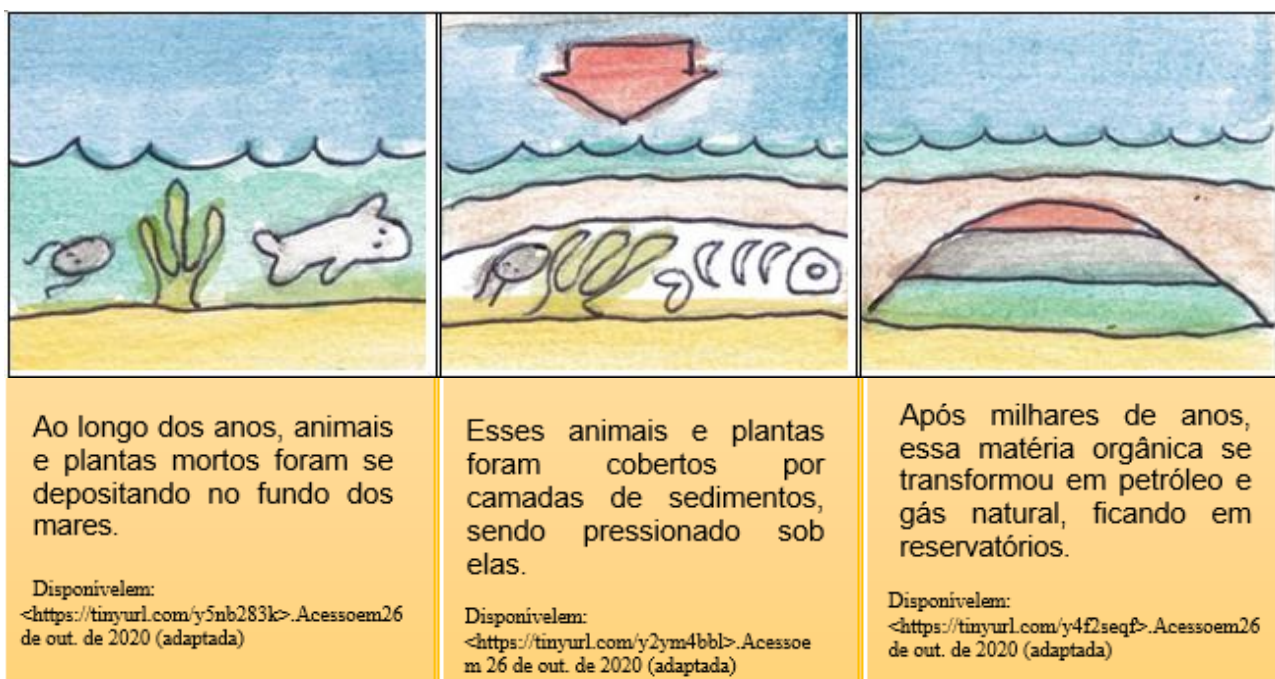 Ao longo dos anos, animais
e plantas mortos foram se
depositando no fundo dos
mares.
Disponívelem:
<https://tinyurl.com/y5nb283k>.Acessoem26
de out. de 2020 (adaptada)
Esses animais e plantas
foram cobertos por
camadas de sedimentos,
sendo pressionado sob
elas.
Disponívelem:
<https://tinyurl.com/y2ym4bbl>.Acessoe
m 26 de out. de 2020 (adaptada)
Após milhares de anos,
essa matéria orgânica se
transformou em petróleo e
gás natural, ficando em
reservatórios.
Disponívelem:
<https://tinyurl.com/y4f2seqf>.Acessoem26
de out. de 2020 (adaptada)